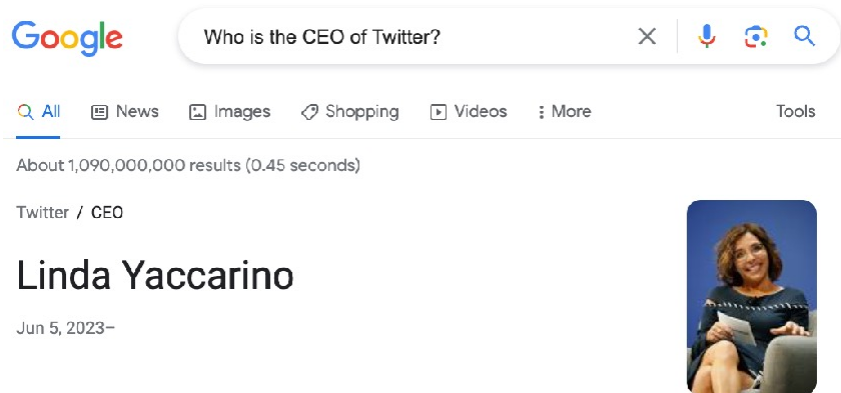 Google Who is the CEO of Twitter?
All News Images Shopping Videos More Tools
About 1,090,000,000 results (0.45 seconds)
Twitter / CEO
Linda Yaccarino
Jun 5, 2023–